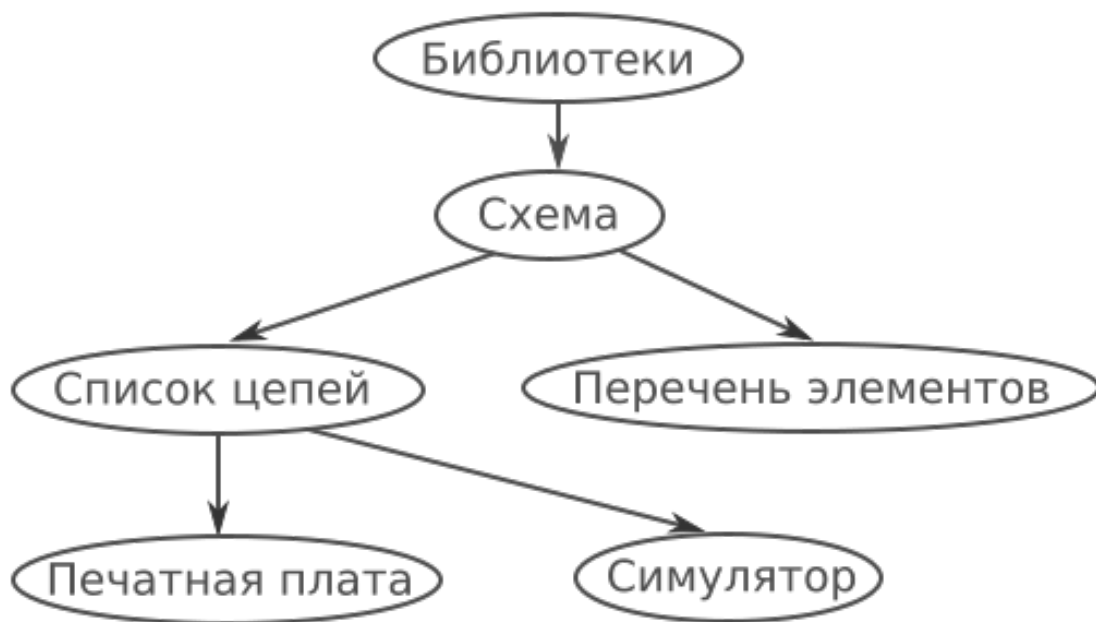 Библиотеки
Схема
Список цепей
Перечень элементов
Печатная плата
Симулятор